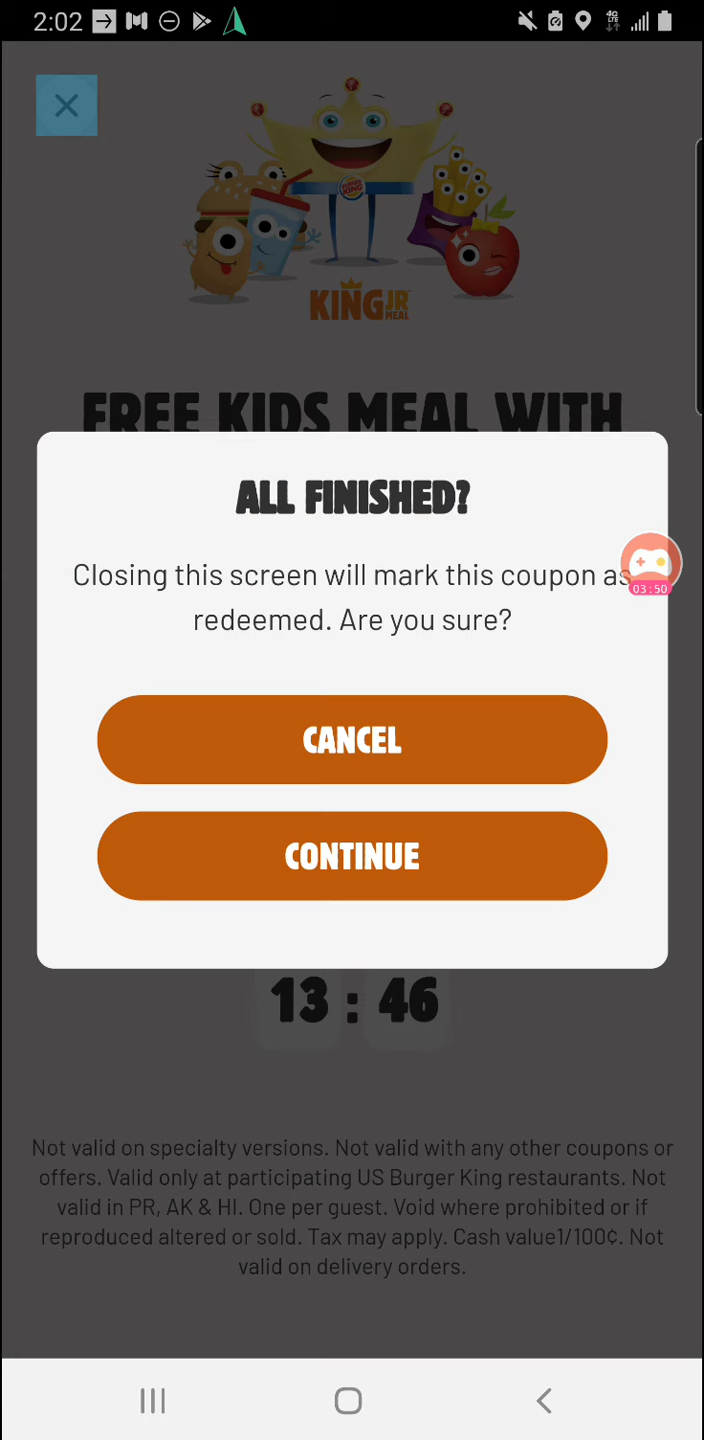 2:02
4G
LTE
BURGER
KING
KING JR
MEAL
FREE KIDS MEAL WITH
ALL FINISHED?
Closing this screen will mark this coupon as
redeemed. Are you sure?
03:50
CANCEL
CONTINUE
13 : 46
Not valid on specialty versions. Not valid with any other coupons or
offers. Valid only at participating US Burger King restaurants. Not
valid in PR, AK & HI. One per guest. Void where prohibited or if
reproduced altered or sold. Tax may apply. Cash value1/100¢. Not
valid on delivery orders.